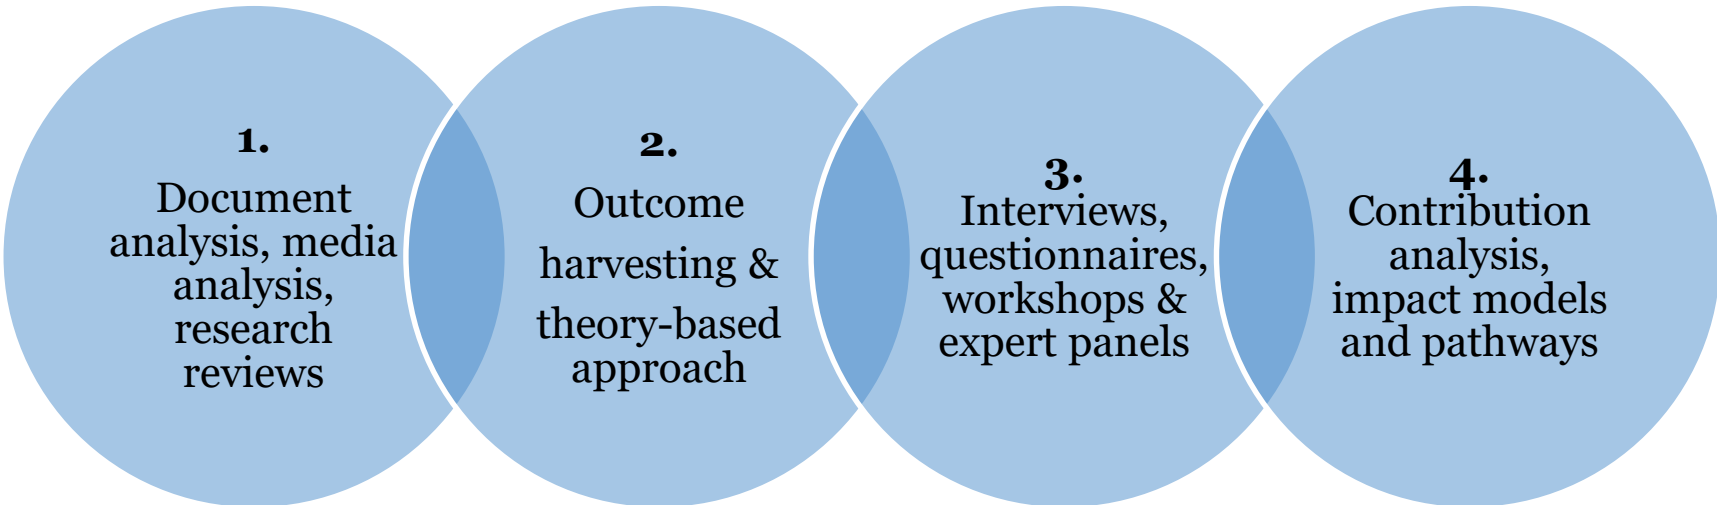 1.
Document
analysis, media
analysis,
research
reviews
2.
Outcome
harvesting &
theory-based
approach
3.
Interviews,
questionnaires,
workshops &
expert panels
4.
Contribution
analysis,
impact models
and pathways